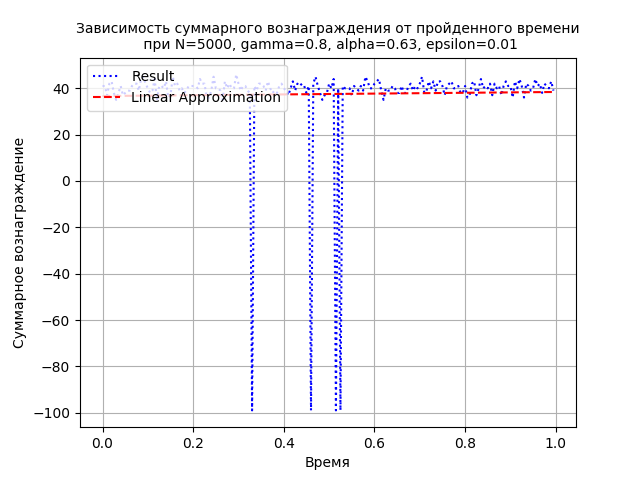 Зависимость суммарного вознаграждения от пройденного времени
при N=5000, gamma=0.8, alpha=0.63, epsilon=0.01
Result
Linear Approximation
Суммарное вознаграждение
40
20
0
−20
−40
−60
−80
−100
0.0 0.2 0.4 0.6 0.8 1.0
Время